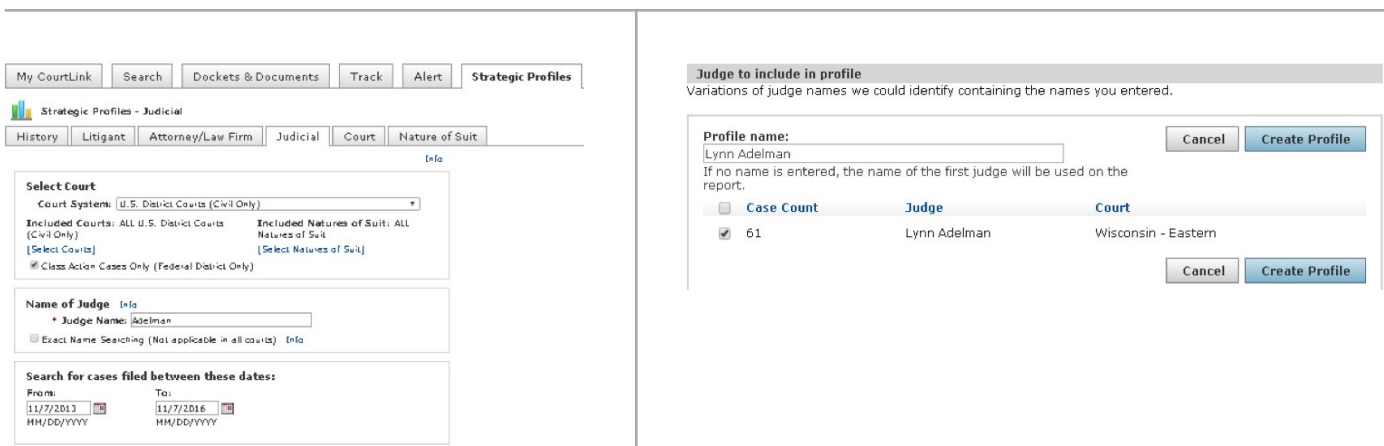 My CourtLink Search Dockets & Documents Track Alert Strategic Profiles
Strategic Profiles - Judicial
History Litigant Attorney/Law Firm Judicial Court Nature of Suit
Info
Select Court
Court System: U.S. District Courts (Civil Only)
Included Courts: ALL U.S. District Courts
(Civil Only)
[Select Courts]
Included Natures of Suit: ALL
Natures of Suit
[Select Natures of Suit]
Class Action Cases Only (Federal District Only)
Name of Judge Info
* Judge Name: Adelman
Exact Name Searching (Not applicable in all courts) Info
Search for cases filed between these dates:
From: To:
11/7/2013 11/7/2016
MM/DD/YYYY MM/DD/YYYY
Judge to include in profile
Variations of judge names we could identify containing the names you entered.
Profile name:
Cancel Create Profile
Lynn Adelman
If no name is entered, the name of the first judge will be used on the
report.
Case Count Judge Court
61 Lynn Adelman Wisconsin - Eastern
Cancel Create Profile